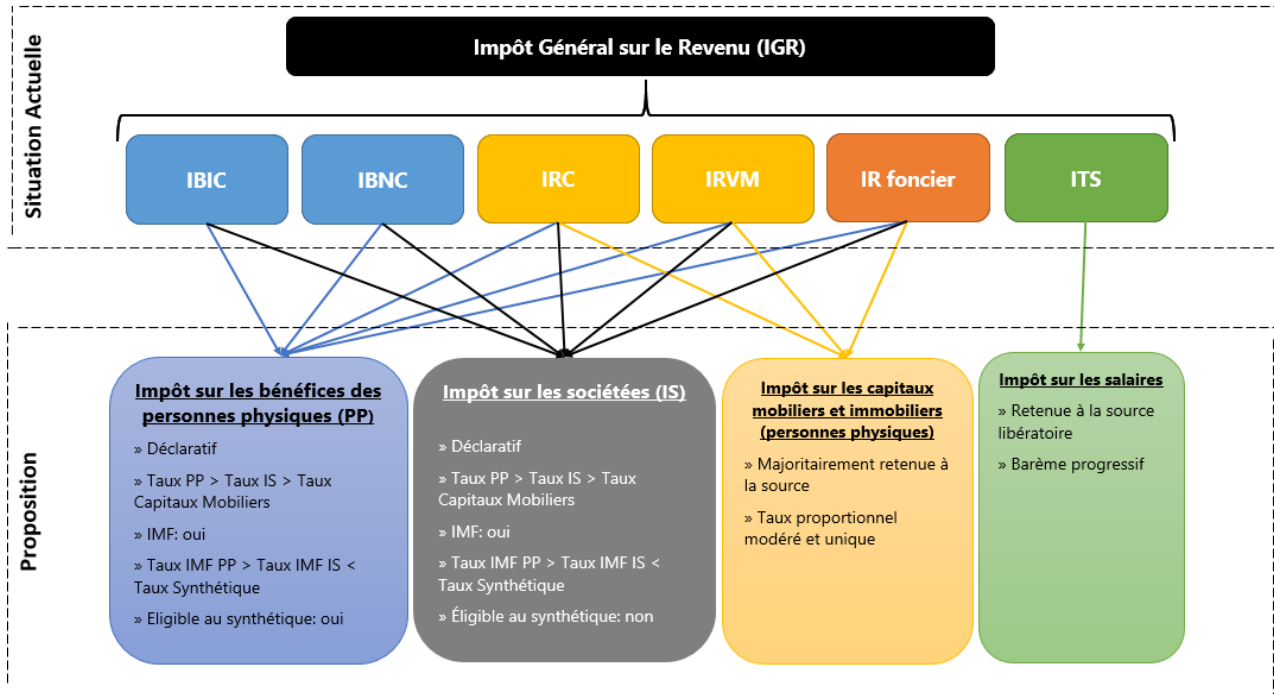 Situation Actuelle
Impôt Général sur le Revenu (IGR)
IBIC
IBNC
IRC
IRVM
IR foncier
ITS
Proposition
Impôt sur les bénéfices des
personnes physiques (PP)
» Déclaratif
» Taux PP > Taux IS > Taux
Capitaux Mobiliers
» IMF: oui
» Taux IMF PP > Taux IMF IS <
Taux Synthétique
» Eligible au synthétique: oui
Impôt sur les sociétées (IS)
» Déclaratif
» Taux PP > Taux IS > Taux
Capitaux Mobiliers
» IMF: oui
» Taux IMF PP > Taux IMF IS <
Taux Synthétique
» Éligible au synthétique: non
Impôt sur les capitaux
mobiliers et immobiliers
(personnes physiques)
» Majoritairement retenue à
la source
» Taux proportionnel
modéré et unique
Impôt sur les salaires
» Retenue à la source
libératoire
» Barème progressif